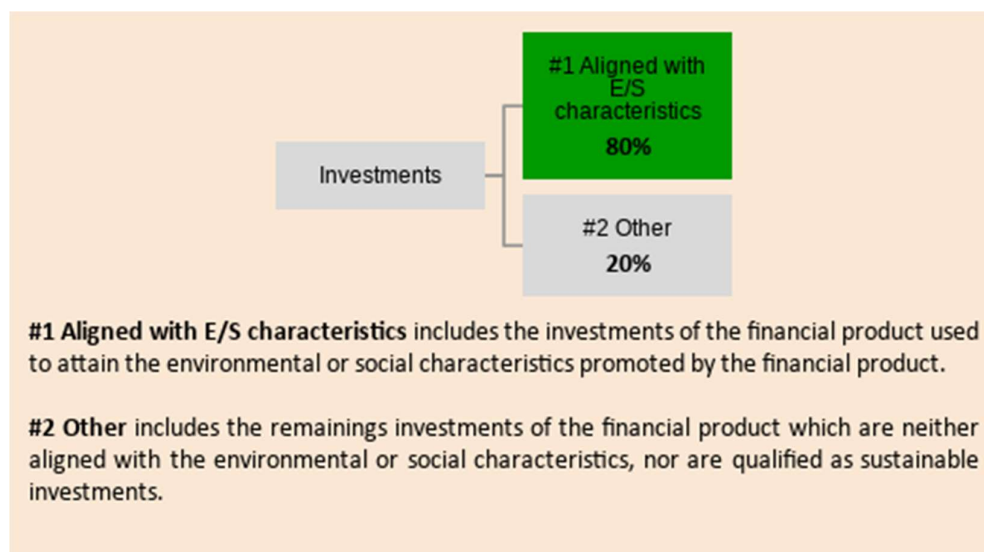 #1 Aligned with
E/S
characteristics
80%
Investments
#2 Other
20%
#1 Aligned with E/S characteristics includes the investments of the financial product used
to attain the environmental or social characteristics promoted by the financial product.
#2 Other includes the remainings investments of the financial product which are neither
aligned with the environmental or social characteristics, nor are qualified as sustainable
investments.